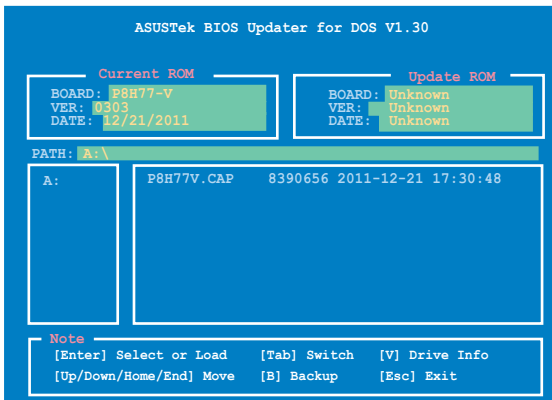 ASUSTek BIOS Updater for DOS V1.30
Current ROM
BOARD: P8H77-V
VER: 0303
DATE: 12/21/2011
Update ROM
BOARD: Unknown
VER: Unknown
DATE: Unknown
PATH: A:\
A:
P8H77V.CAP 8390656 2011-12-21 17:30:48
Note
[Enter] Select or Load [Tab] Switch [V] Drive Info
[Up/Down/Home/End] Move [B] Backup [Esc] Exit